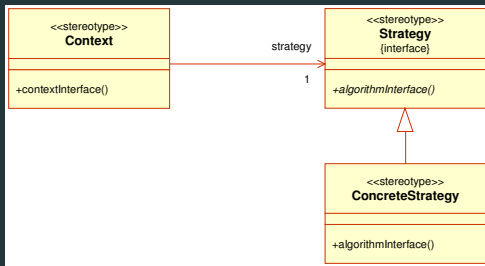 <<stereotype>>
Context
+contextInterface()
strategy
1
<<stereotype>>
Strategy
{interface}
+algorithmInterface()
<<stereotype>>
ConcreteStrategy
+algorithmInterface()